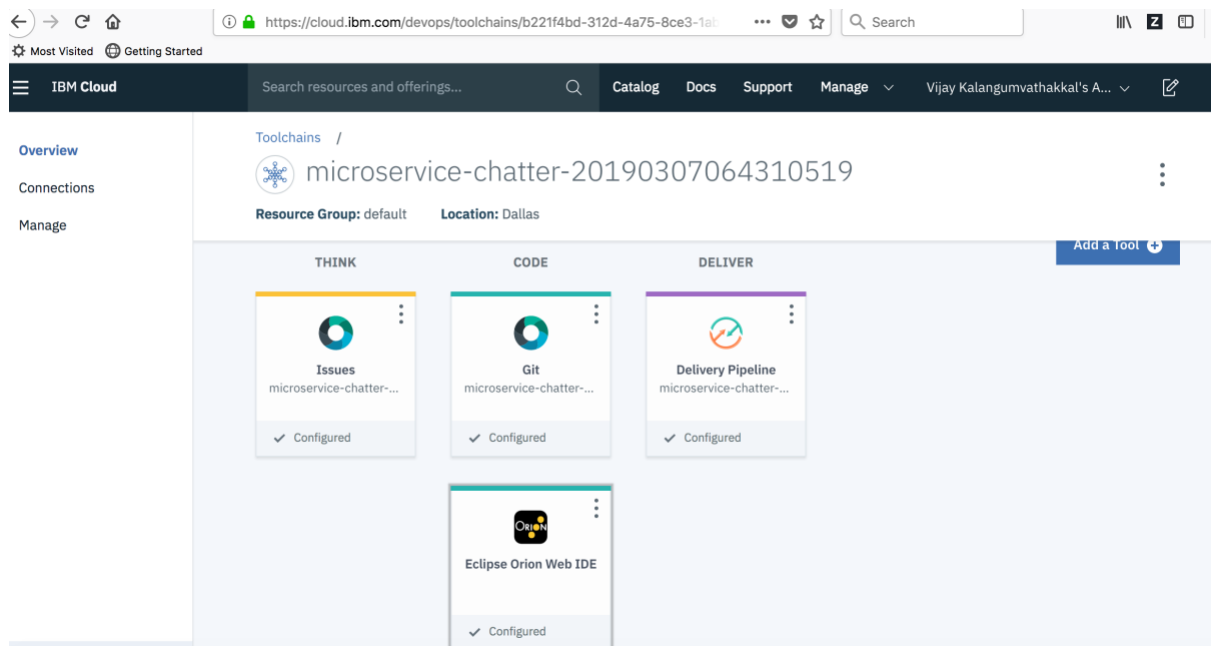 https://cloud.ibm.com/devops/toolchains/b221f4bd-312d-4a75-8ce3-1
Search
Most Visited Getting Started
IBM Cloud
Search resources and offerings...
Catalog Docs Support Manage
Vijay Kalangumvathakkal's A...
Overview
Connections
Manage
Toolchains /
microservice-chatter-20190307064310519
Resource Group: default Location: Dallas
Add a Tool
THINK CODE DELIVER
Issues
microservice-chatter-...
Configured
Git
microservice-chatter-...
Configured
Delivery Pipeline
microservice-chatter-...
Configured
ORION
Eclipse Orion Web IDE
Configured